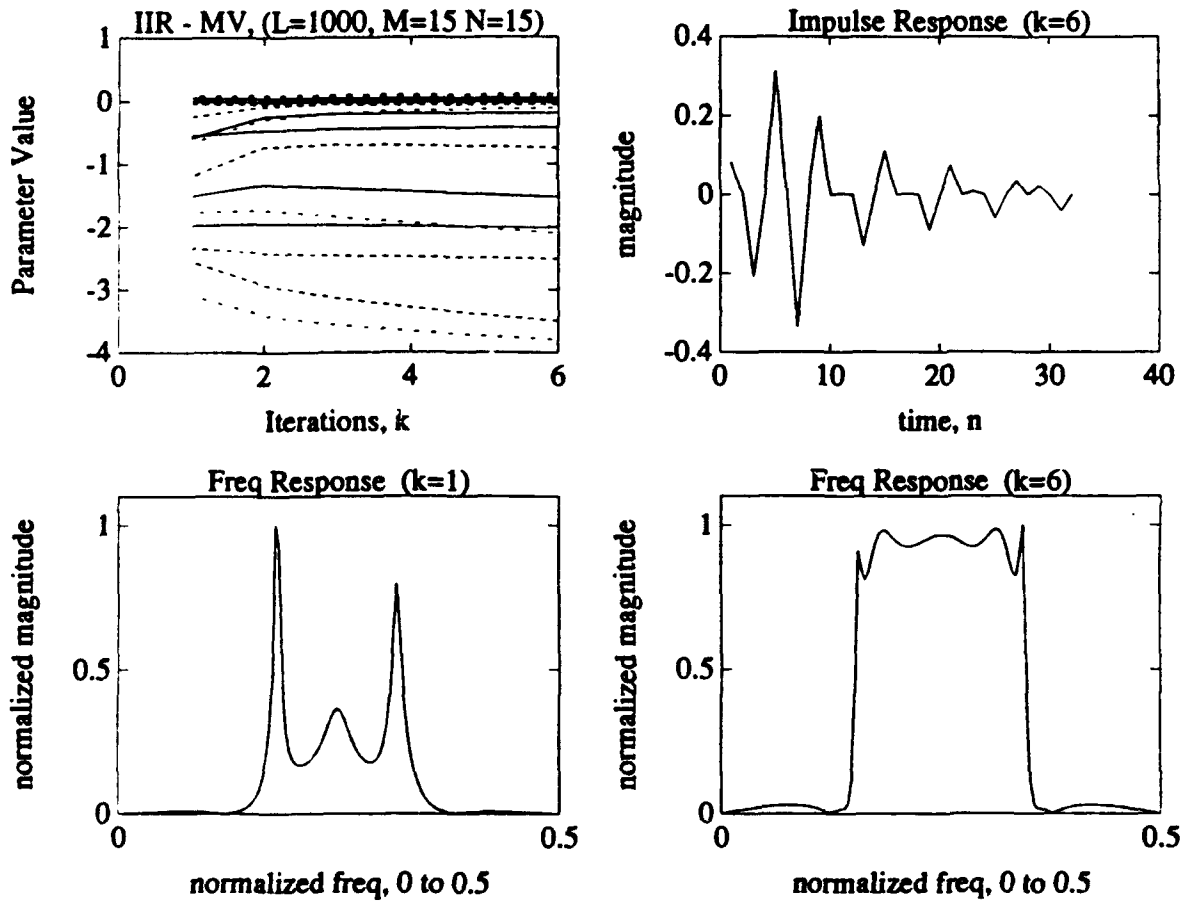 IIR - MV, (L=1000, M=15 N=15)
1
0
-1
-2
-3
-4
Parameter Value
0
2
4
6
Iterations, k
Impulse Response (k=6)
0.4
0.2
0
-0.2
-0.4
magnitude
0
10
20
30
40
time, n
Freq Response (k=1)
1
0.5
0
normalized magnitude
0
0.5
normalized freq, 0 to 0.5
Freq Response (k=6)
1
0.5
0
normalized magnitude
0
0.5
normalized freq, 0 to 0.5